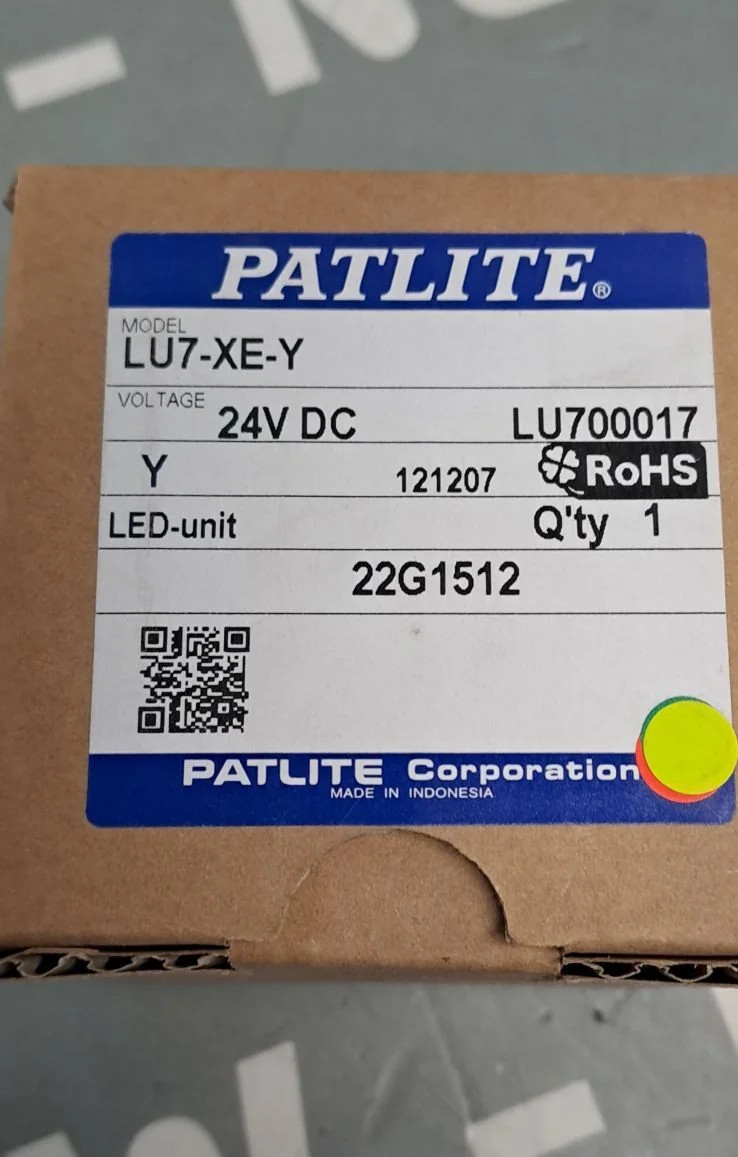 PATLITE®
MODEL
LU7-XE-Y
VOLTAGE
24V DC LU700017
Y 121207 RoHS
LED-unit Q'ty 1
22G1512
PATLITE Corporation
MADE IN INDONESIA